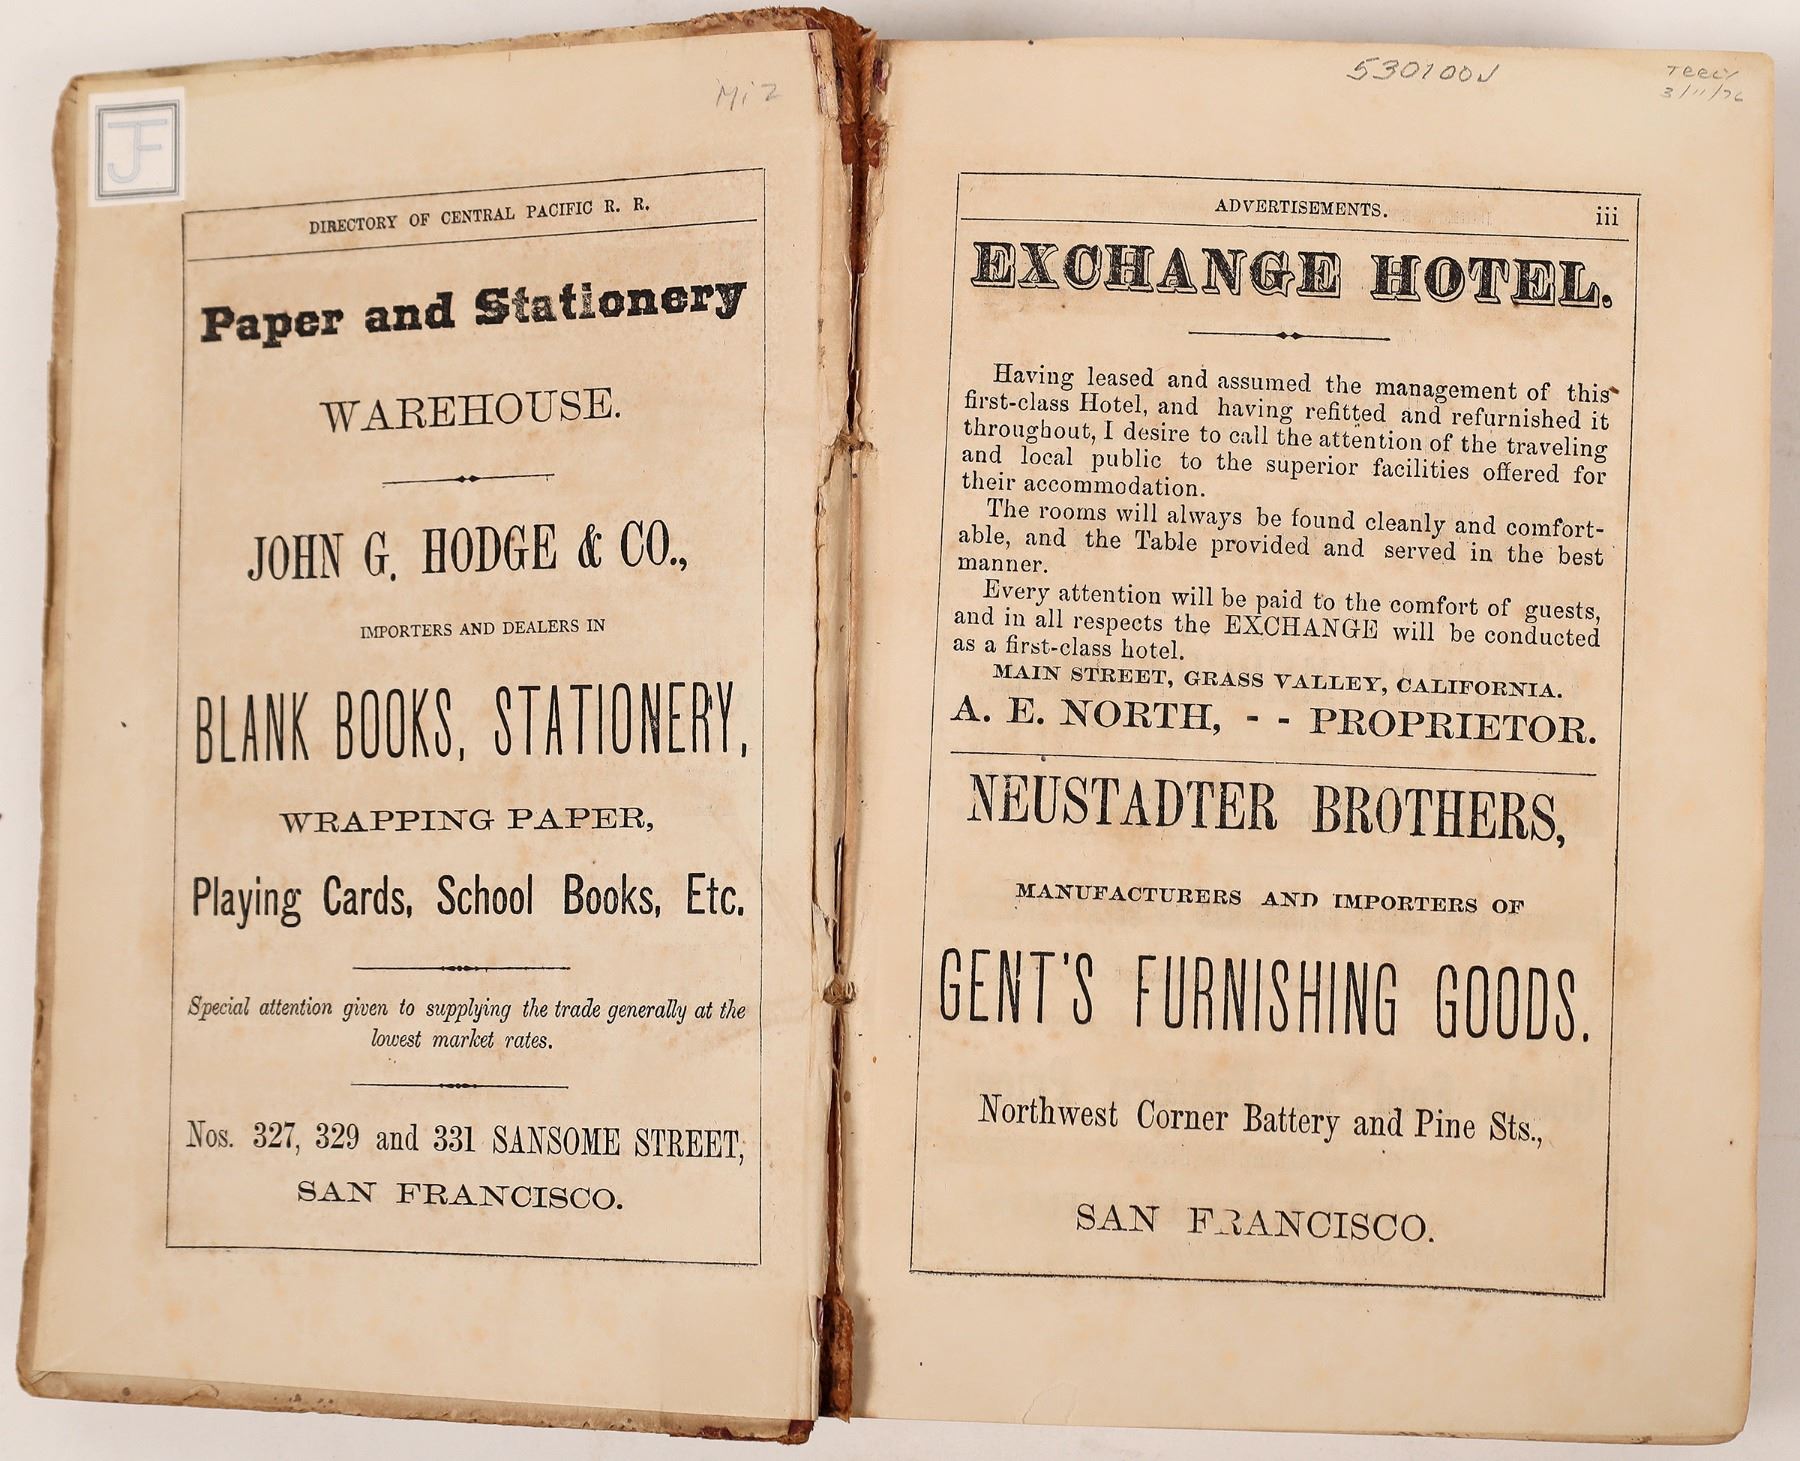 JF
Miz
DIRECTORY OF CENTRAL PACIFIC R. R.
Paper and Stationery
WAREHOUSE.
JOHN G. HODGE & CO.,
IMPORTERS AND DEALERS IN
BLANK BOOKS, STATIONERY,
WRAPPING PAPER,
Playing Cards, School Books, Etc.
Special attention given to supplying the trade generally at the
lowest market rates.
Nos. 327, 329 and 331 SANSOME STREET,
SAN FRANCISCO.
530100J
3/11/76
ADVERTISEMENTS. iii
EXCHANGE HOTEL.
Having leased and assumed the management of this
first-class Hotel, and having refitted and refurnished it
throughout, I desire to call the attention of the traveling
and local public to the superior facilities offered for
their accommodation.
The rooms will always be found cleanly and comfort-
able, and the Table provided and served in the best
manner.
Every attention will be paid to the comfort of guests,
and in all respects the EXCHANGE will be conducted
as a first-class hotel.
MAIN STREET, GRASS VALLEY, CALIFORNIA.
A. E. NORTH, - - PROPRIETOR.
NEUSTADTER BROTHERS,
MANUFACTURERS AND IMPORTERS OF
GENT'S FURNISHING GOODS.
Northwest Corner Battery and Pine Sts.,
SAN FRANCISCO.